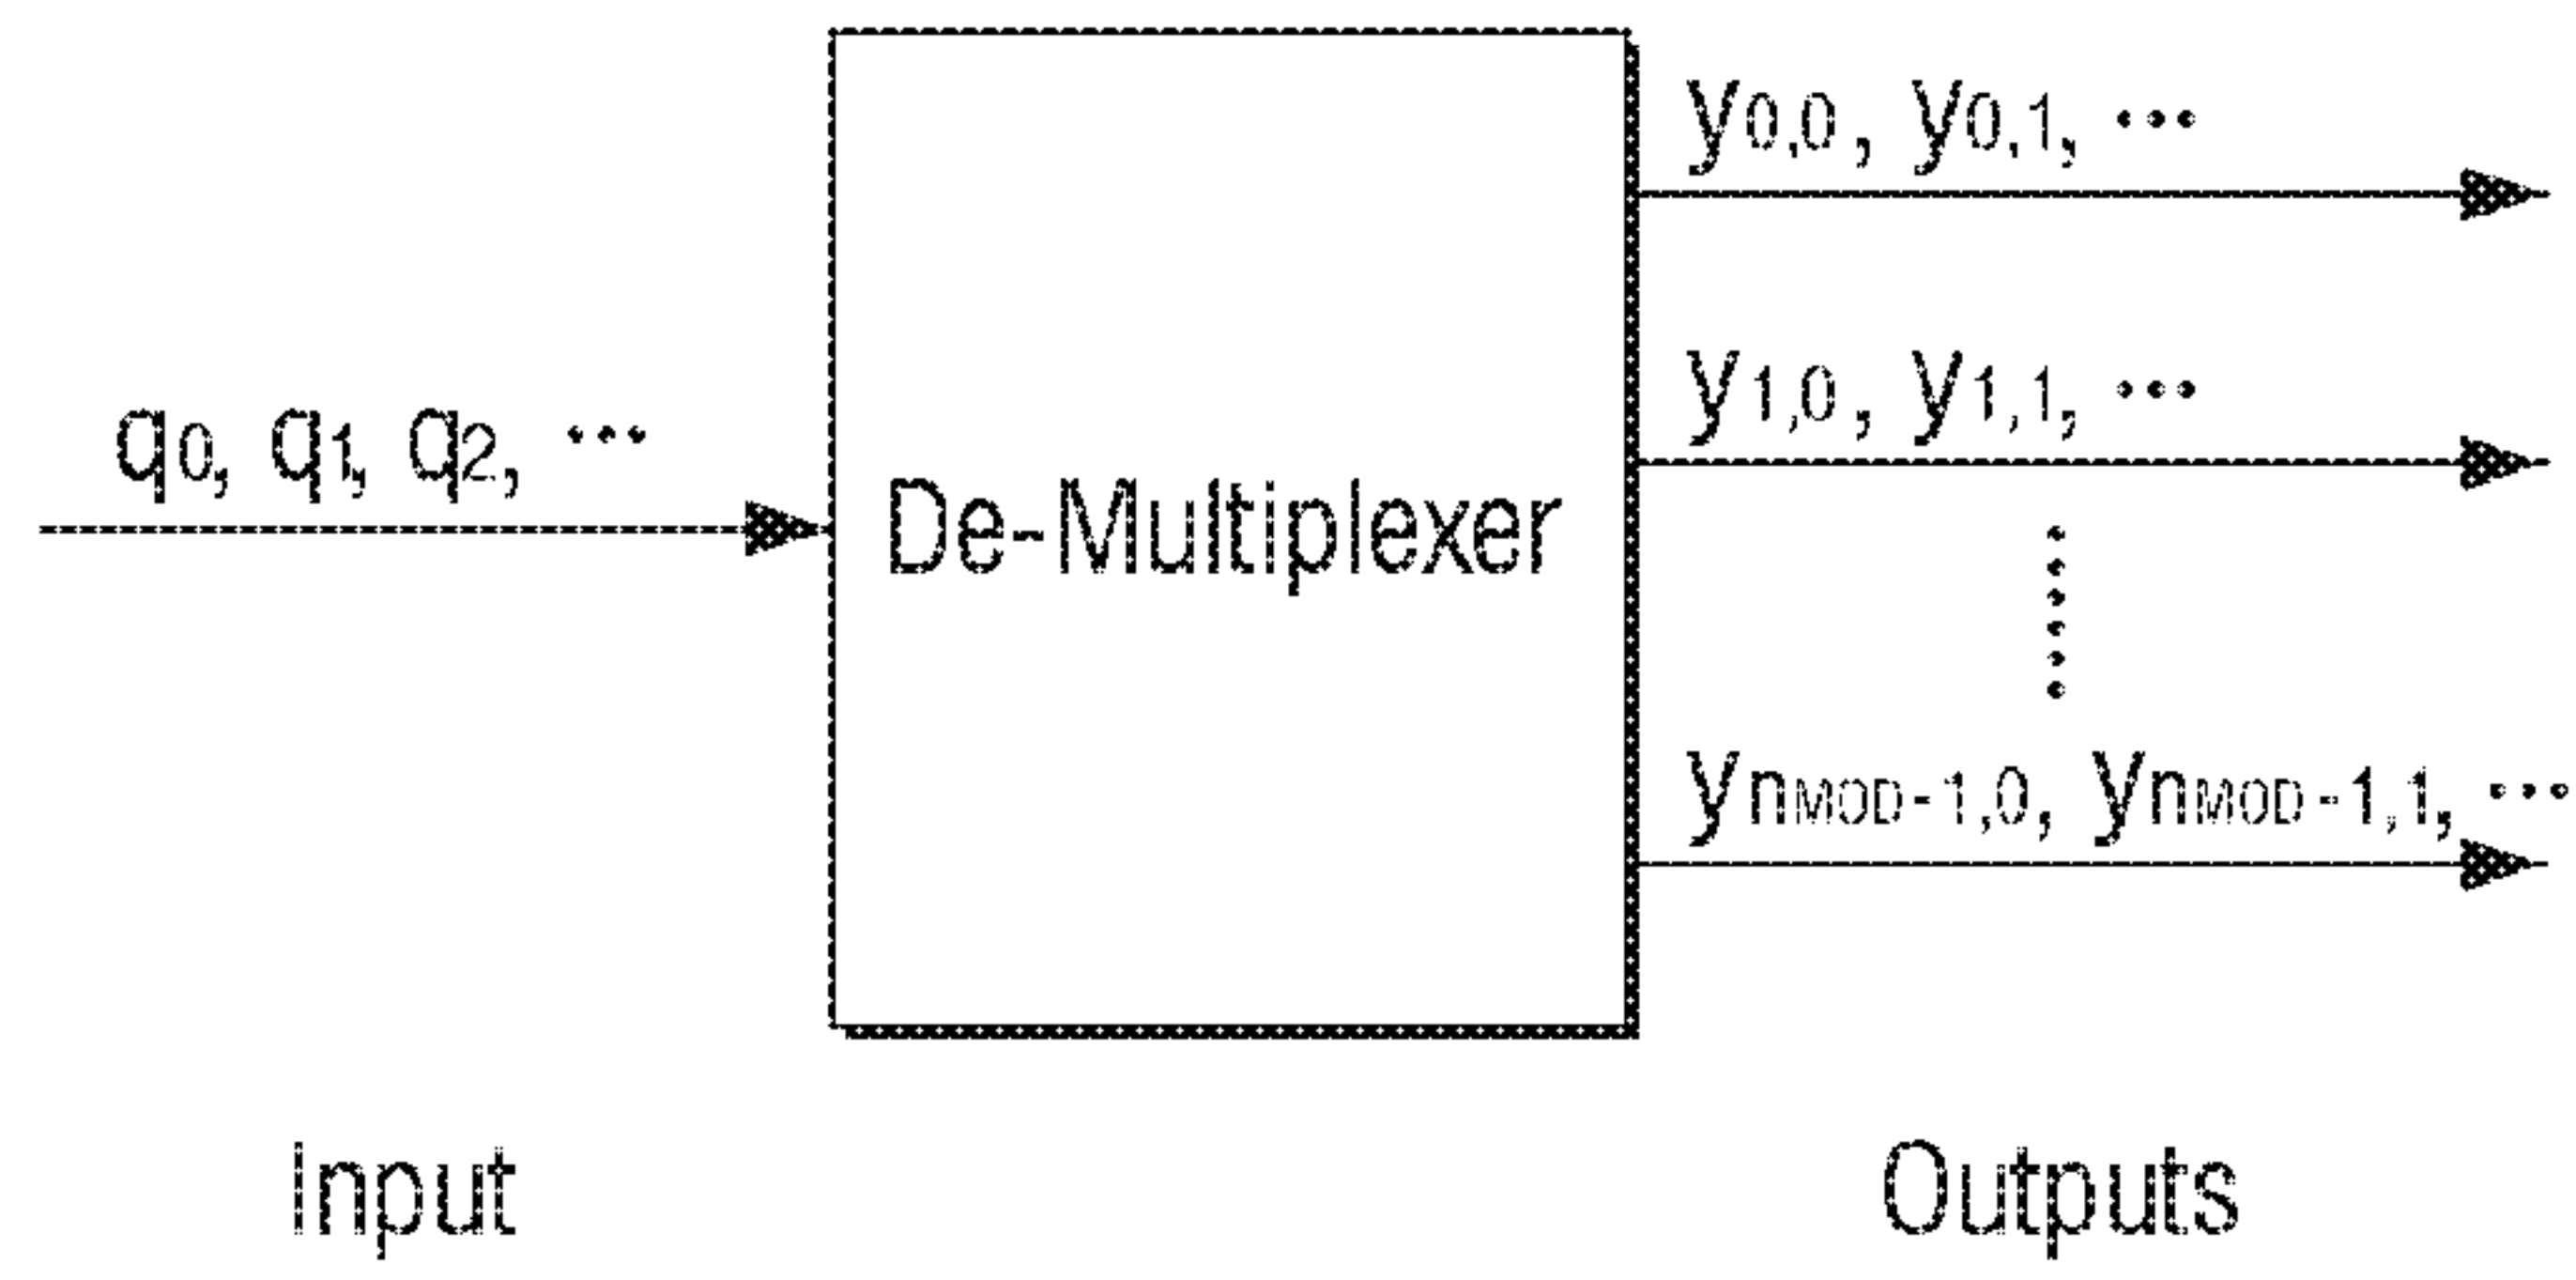 y0,0, y0,1, ...
y1,0, y1,1, ...
q0, q1, q2, ...
De-Multiplexer
ynMOD-1,0, ynMOD-1,1, ...
Input
Outputs